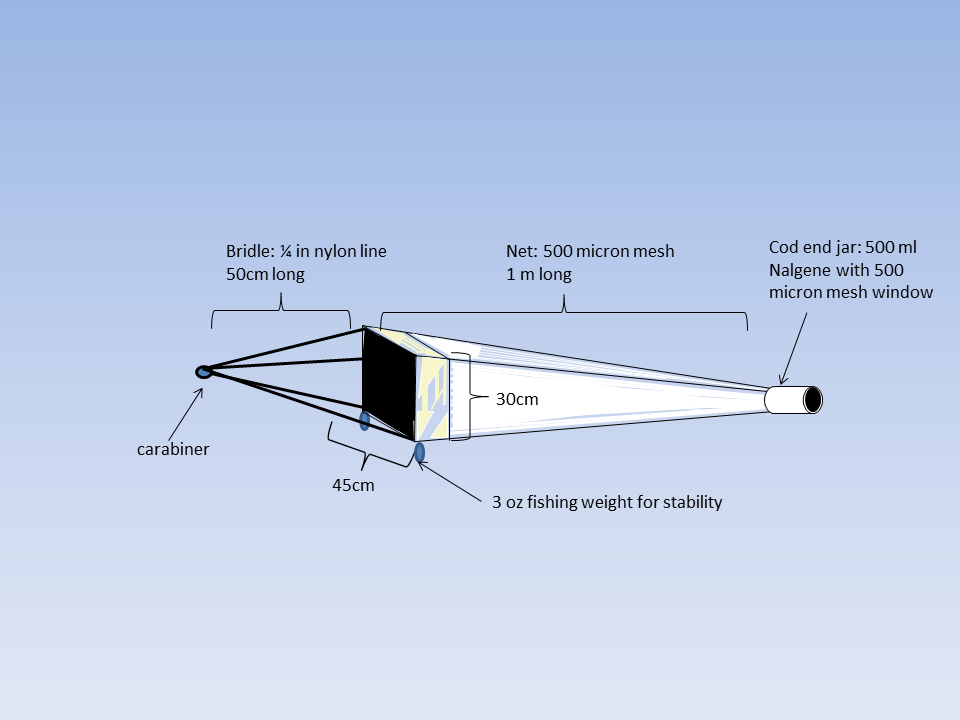 Bridle: ¼ in nylon line
50cm long
Net: 500 micron mesh
1 m long
Cod end jar: 500 ml
Nalgene with 500
micron mesh window
30cm
carabiner
45cm
3 oz fishing weight for stability